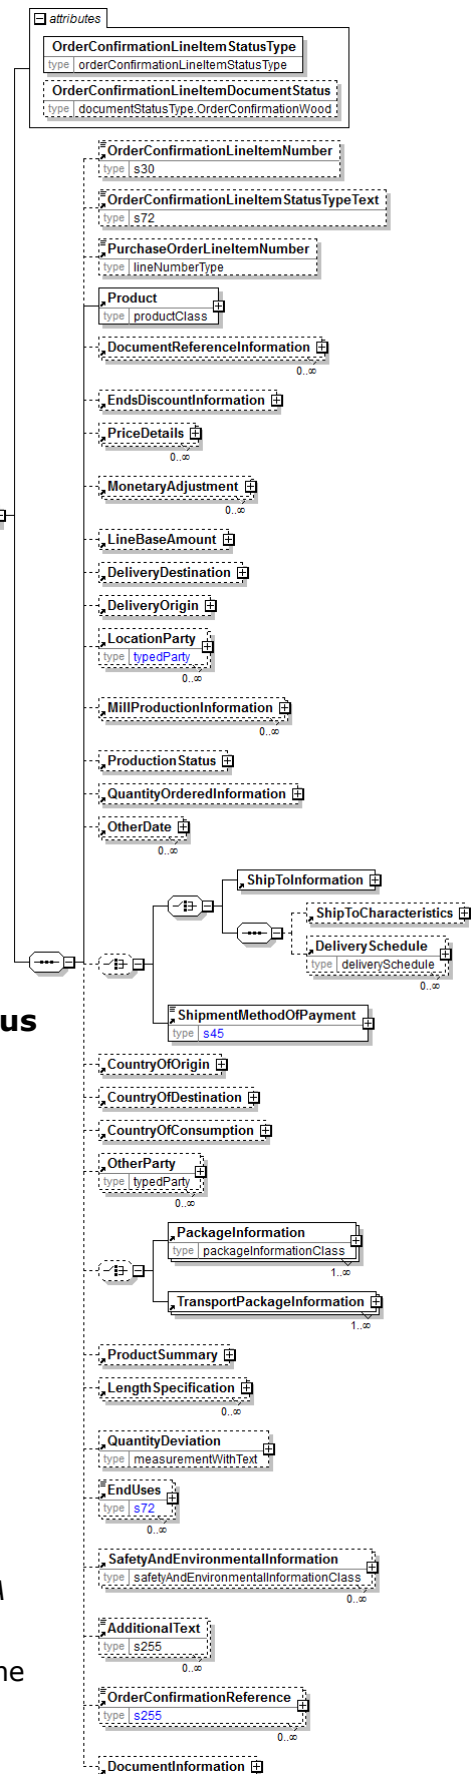 attributes
OrderConfirmationLineItemStatusType
type orderConfirmationLineItemStatusType
OrderConfirmationLineItemDocumentStatus
type documentStatusType.OrderConfirmationWood
OrderConfirmationLineItemNumber
type s30
OrderConfirmationLineItemStatusTypeText
type s72
PurchaseOrderLineItemNumber
type lineNumberType
Product
type productClass
DocumentReferenceInformation
0..∞
EndsDiscountInformation
PriceDetails
0..∞
MonetaryAdjustment
0..∞
LineBaseAmount
DeliveryDestination
DeliveryOrigin
LocationParty
type typedParty
0..∞
MillProductionInformation
0..∞
ProductionStatus
QuantityOrderedInformation
OtherDate
0..∞
ShipToInformation
ShipToCharacteristics
DeliverySchedule
type deliverySchedule
0..∞
us
ShipmentMethodOfPayment
type s45
CountryOfOrigin
CountryOfDestination
CountryOfConsumption
OtherParty
type typedParty
0..∞
PackageInformation
type packageInformationClass
1..∞
TransportPackageInformation
1..∞
ProductSummary
LengthSpecification
0..∞
QuantityDeviation
type measurementWithText
EndUses
type s72
0..∞
SafetyAndEnvironmentalInformation
type safetyAndEnvironmentalInformationClass
0..∞
AdditionalText
type s255
0..∞
ne
OrderConfirmationReference
type s255
0..∞
DocumentInformation